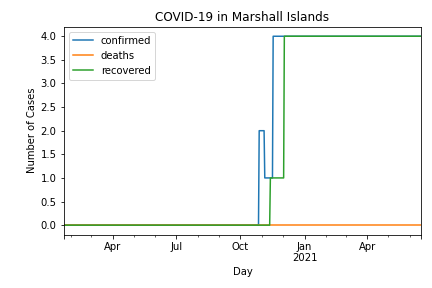 COVID-19 in Marshall Islands
confirmed
deaths
recovered
Number of Cases
4.0
3.5
3.0
2.5
2.0
1.5
1.0
0.5
0.0
Apr
Jul
Oct
Jan
2021
Apr
Day